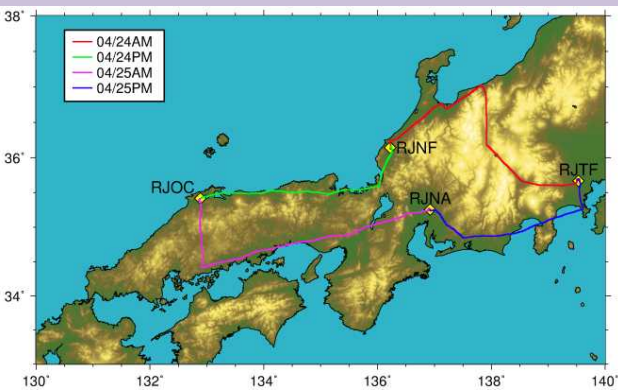 38˚
04/24AM
04/24PM
04/25AM
04/25PM
RJNF
36˚
RJTF
RJOC
RJNA
34˚
130˚ 132˚ 134˚ 136˚ 138˚ 140˚